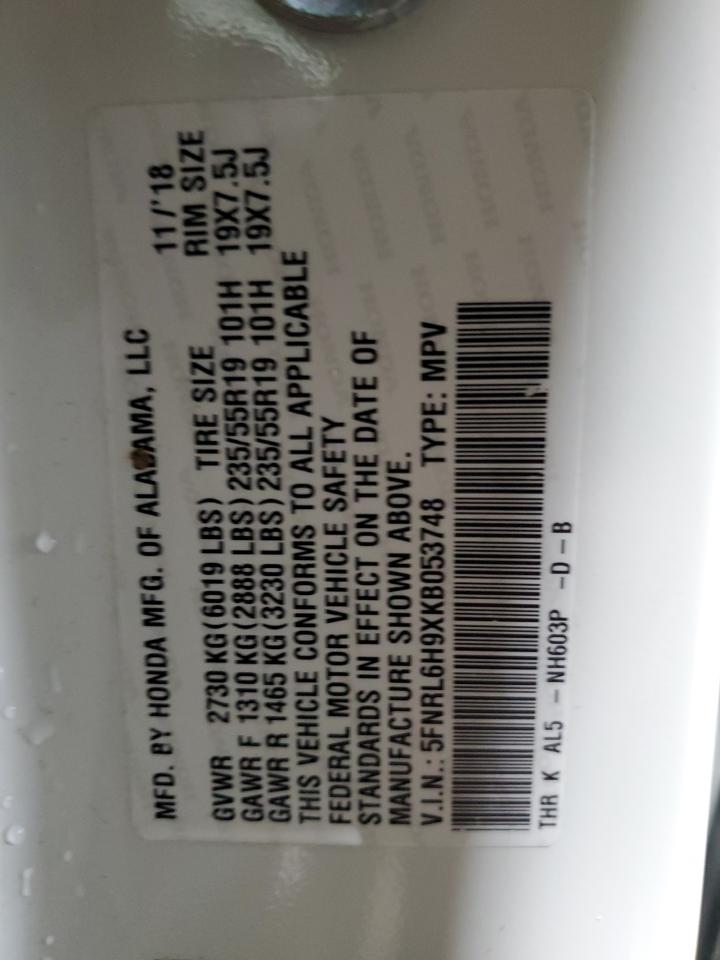 MFD. BY HONDA MFG. OF ALABAMA, LLC 11/'18
GVWR 2730 KG (6019 LBS) TIRE SIZE RIM SIZE
GAWR F 1310 KG (2888 LBS) 235/55R19 101H 19X7.5J
GAWR R 1465 KG (3230 LBS) 235/55R19 101H 19X7.5J
THIS VEHICLE CONFORMS TO ALL APPLICABLE
FEDERAL MOTOR VEHICLE SAFETY
STANDARDS IN EFFECT ON THE DATE OF
MANUFACTURE SHOWN ABOVE.
V.I.N.: 5FNRL6H9XKB053748 TYPE: MPV
THR K AL5 - NH603P -D-B